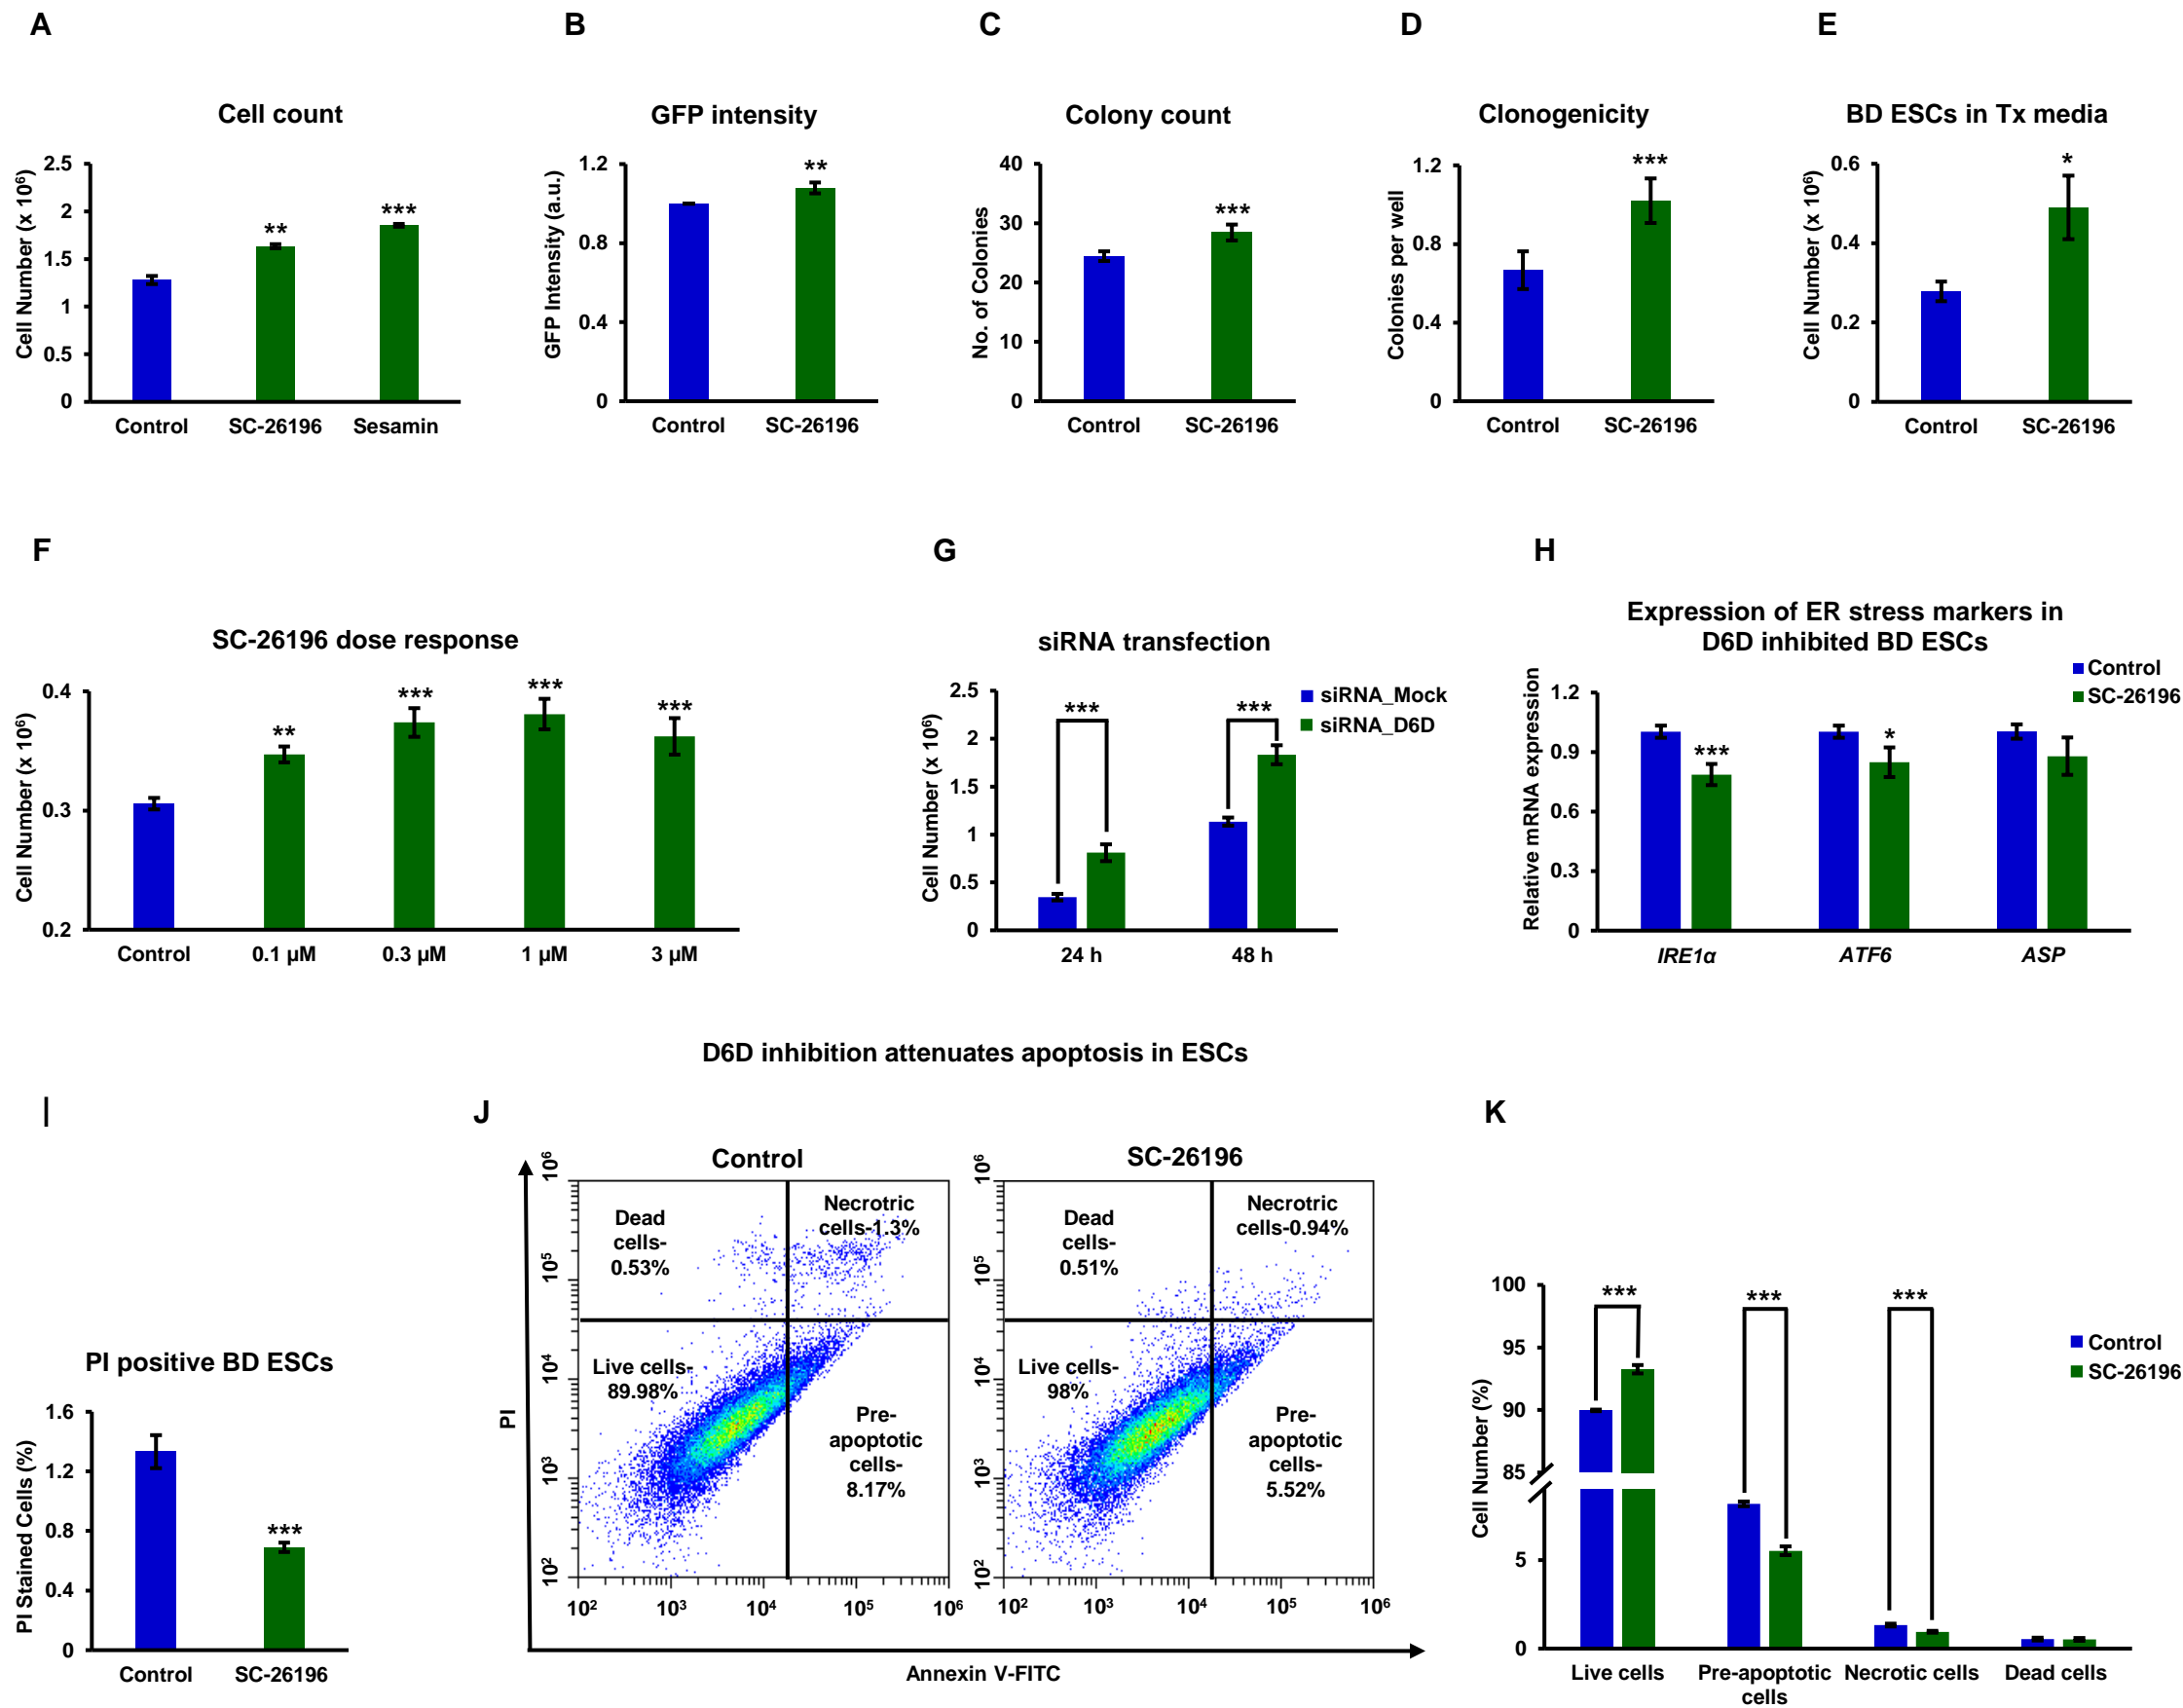 A
B
C
D
E
Cell count
GFP intensity
Colony count
Clonogenicity
BD ESCs in Tx media
Cell Number (x 10⁶)
2.5
2
1.5
1
0.5
0
**
***
Control
SC-26196
Sesamin
GFP Intensity (a.u.)
1.2
0.8
0.4
0
**
Control
SC-26196
No. of Colonies
40
30
20
10
0
***
Control
SC-26196
Colonies per well
1.2
0.8
0.4
0
***
Control
SC-26196
Cell Number (x 10⁶)
0.6
0.4
0.2
0
*
Control
SC-26196
F
G
H
SC-26196 dose response
Cell Number (x 10⁶)
0.4
0.3
0.2
**
***
***
***
Control
0.1 µM
0.3 µM
1 µM
3 µM
siRNA transfection
siRNA_Mock
siRNA_D6D
Cell Number (x 10⁶)
2.5
2
1.5
1
0.5
0
***
***
24 h
48 h
Expression of ER stress markers in
D6D inhibited BD ESCs
Control
SC-26196
Relative mRNA expression
1.2
0.9
0.6
0.3
0
***
*
IRE1α
ATF6
ASP
D6D inhibition attenuates apoptosis in ESCs
I
J
K
PI positive BD ESCs
PI Stained Cells (%)
1.6
1.2
0.8
0.4
0
***
Control
SC-26196
Control
PI
10⁶
10⁵
10⁴
10³
10²
Dead
cells-
0.53%
Necrotric
cells-1.3%
Live cells-
89.98%
Pre-
apoptotic
cells-
8.17%
10²
10³
10⁴
10⁵
10⁶
SC-26196
10⁶
10⁵
10⁴
10³
10²
Dead
cells-
0.51%
Necrotric
cells-0.94%
Live cells-
98%
Pre-
apoptotic
cells-
5.52%
10²
10³
10⁴
10⁵
10⁶
Annexin V-FITC
Cell Number (%)
100
95
90
85
5
0
***
***
***
Control
SC-26196
Live cells
Pre-apoptotic
cells
Necrotic cells
Dead cells